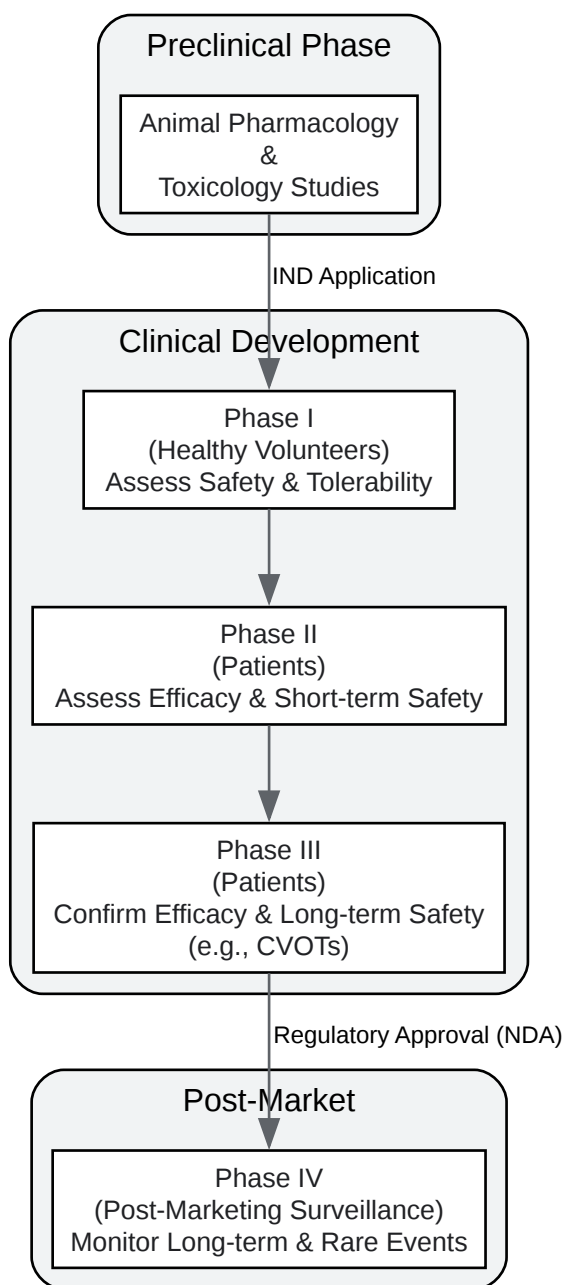 Preclinical Phase
Animal Pharmacology
&
Toxicology Studies
IND Application
Clinical Development
Phase I
(Healthy Volunteers)
Assess Safety & Tolerability
Phase II
(Patients)
Assess Efficacy & Short-term Safety
Phase III
(Patients)
Confirm Efficacy & Long-term Safety
(e.g., CVOTs)
Regulatory Approval (NDA)
Post-Market
Phase IV
(Post-Marketing Surveillance)
Monitor Long-term & Rare Events